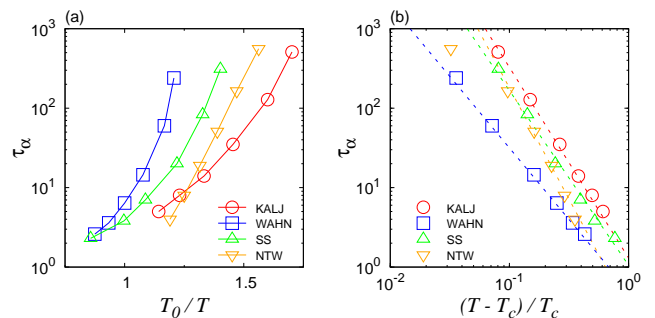 (a)
(b)
10³
10²
10¹
10⁰
τα
1
1.5
T₀ / T
KALJ
WAHN
SS
NTW
10³
10²
10¹
10⁰
τα
10⁻²
10⁻¹
10⁰
(T - Tc) / Tc
KALJ
WAHN
SS
NTW